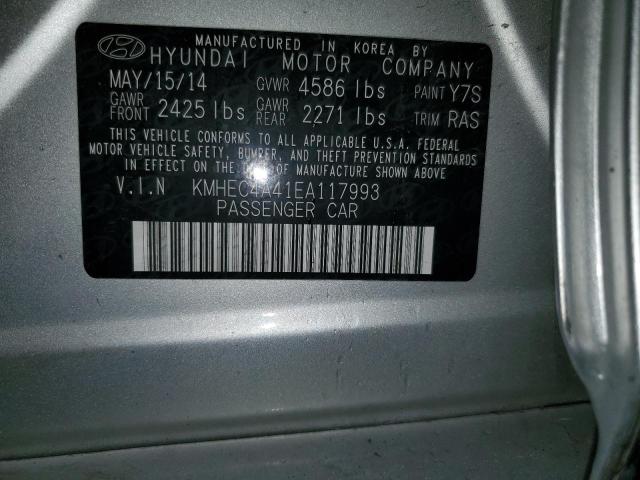 MANUFACTURED IN KOREA BY
HYUNDAI MOTOR COMPANY
MAY/15/14 GVWR 4586 lbs PAINT Y7S
GAWR FRONT 2425 lbs GAWR REAR 2271 lbs TRIM RAS
THIS VEHICLE CONFORMS TO ALL APPLICABLE U.S.A. FEDERAL
MOTOR VEHICLE SAFETY, BUMPER, AND THEFT PREVENTION STANDARDS
IN EFFECT ON THE DATE OF MANUFACTURE SHOWN ABOVE.
V.I.N KMHEC4A41EA117993
PASSENGER CAR